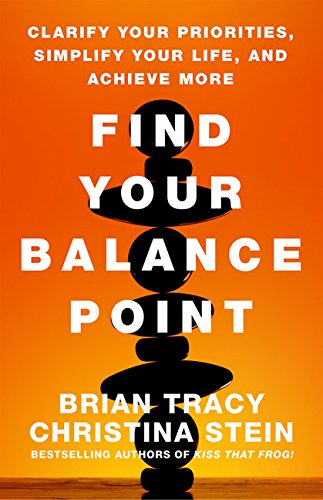 CLARIFY YOUR PRIORITIES,
SIMPLIFY YOUR LIFE, AND
ACHIEVE MORE
FIND
YOUR
BALANCE
POINT
BRIAN TRACY
CHRISTINA STEIN
BESTSELLING AUTHORS OF KISS THAT FROG!